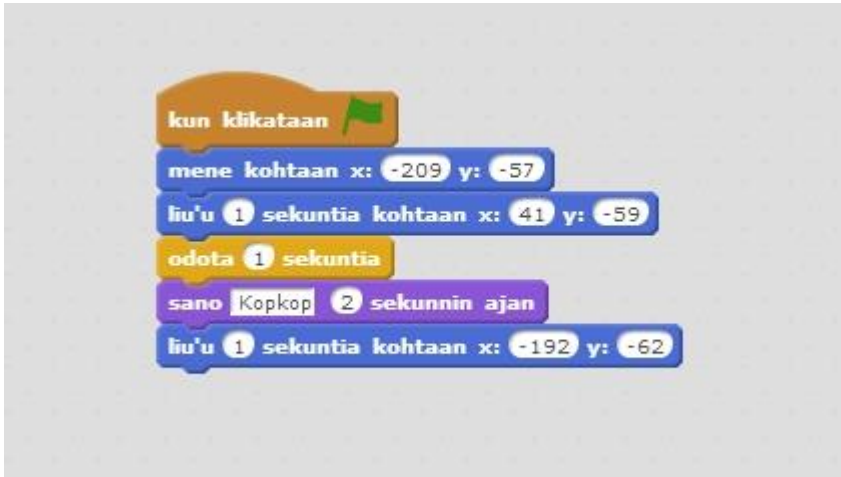 kun klikataan
mene kohtaan x: -209 y: -57
liu'u 1 sekuntia kohtaan x: 41 y: -59
odota 1 sekuntia
sano Kopkop 2 sekunnin ajan
liu'u 1 sekuntia kohtaan x: -192 y: -62